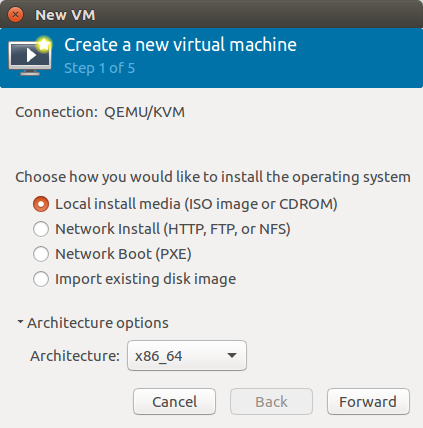 New VM
Create a new virtual machine
Step 1 of 5
Connection: QEMU/KVM
Choose how you would like to install the operating system
Local install media (ISO image or CDROM)
Network Install (HTTP, FTP, or NFS)
Network Boot (PXE)
Import existing disk image
Architecture options
Architecture: x86_64
Cancel Back Forward